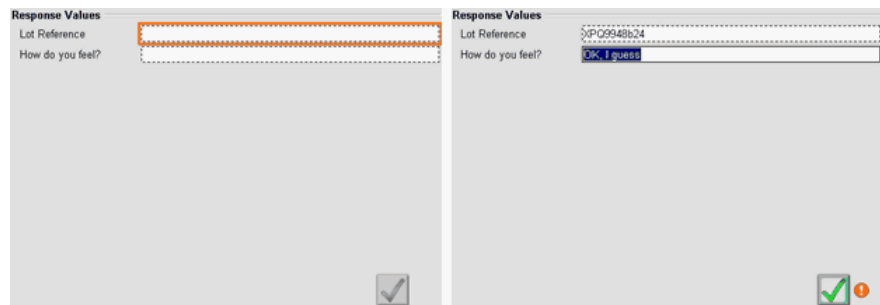 Response Values
Lot Reference
How do you feel?
Response Values
Lot Reference XPQ9948b24
How do you feel? OK, I guess